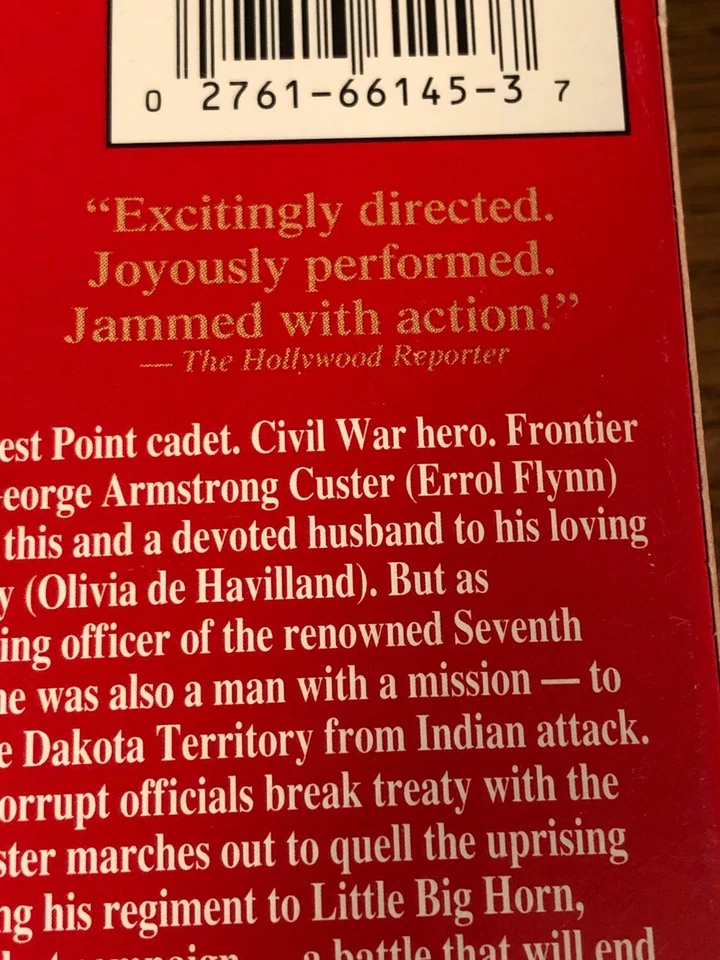 0 2761-66145-3 7
“Excitingly directed.
Joyously performed.
Jammed with action!”
— The Hollywood Reporter
est Point cadet. Civil War hero. Frontier
eorge Armstrong Custer (Errol Flynn)
this and a devoted husband to his loving
y (Olivia de Havilland). But as
ing officer of the renowned Seventh
he was also a man with a mission — to
e Dakota Territory from Indian attack.
orrupt officials break treaty with the
ster marches out to quell the uprising
ng his regiment to Little Big Horn,
— a battle that will end